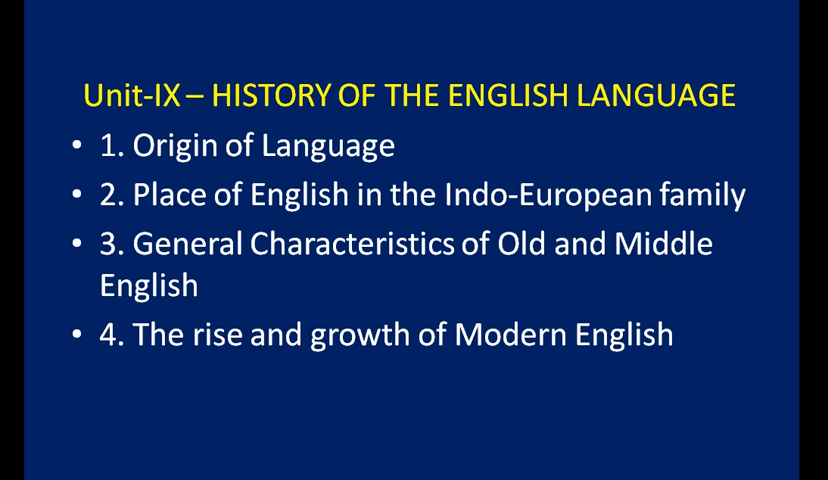 Unit-IX – HISTORY OF THE ENGLISH LANGUAGE
• 1. Origin of Language
• 2. Place of English in the Indo-European family
• 3. General Characteristics of Old and Middle
English
• 4. The rise and growth of Modern English